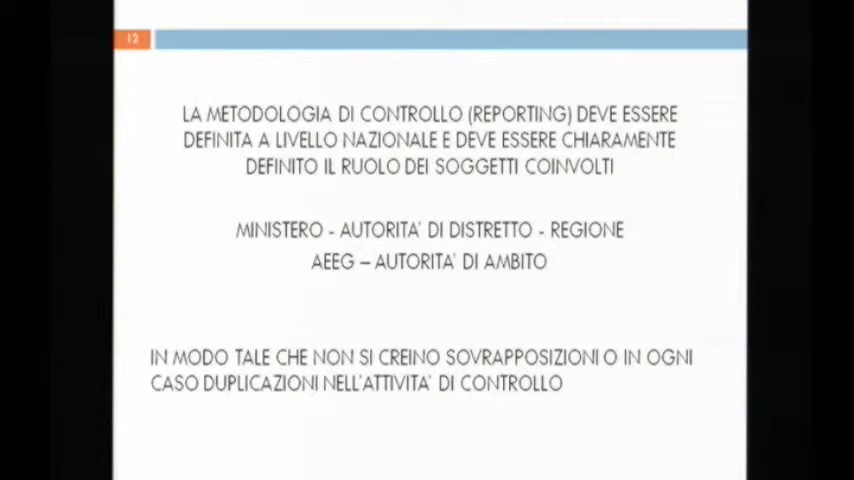 12
LA METODOLOGIA DI CONTROLLO (REPORTING) DEVE ESSERE
DEFINITA A LIVELLO NAZIONALE E DEVE ESSERE CHIARAMENTE
DEFINITO IL RUOLO DEI SOGGETTI COINVOLTI
MINISTERO - AUTORITA' DI DISTRETTO - REGIONE
AEEG – AUTORITA' DI AMBITO
IN MODO TALE CHE NON SI CREINO SOVRAPPOSIZIONI O IN OGNI
CASO DUPLICAZIONI NELL'ATTIVITA' DI CONTROLLO